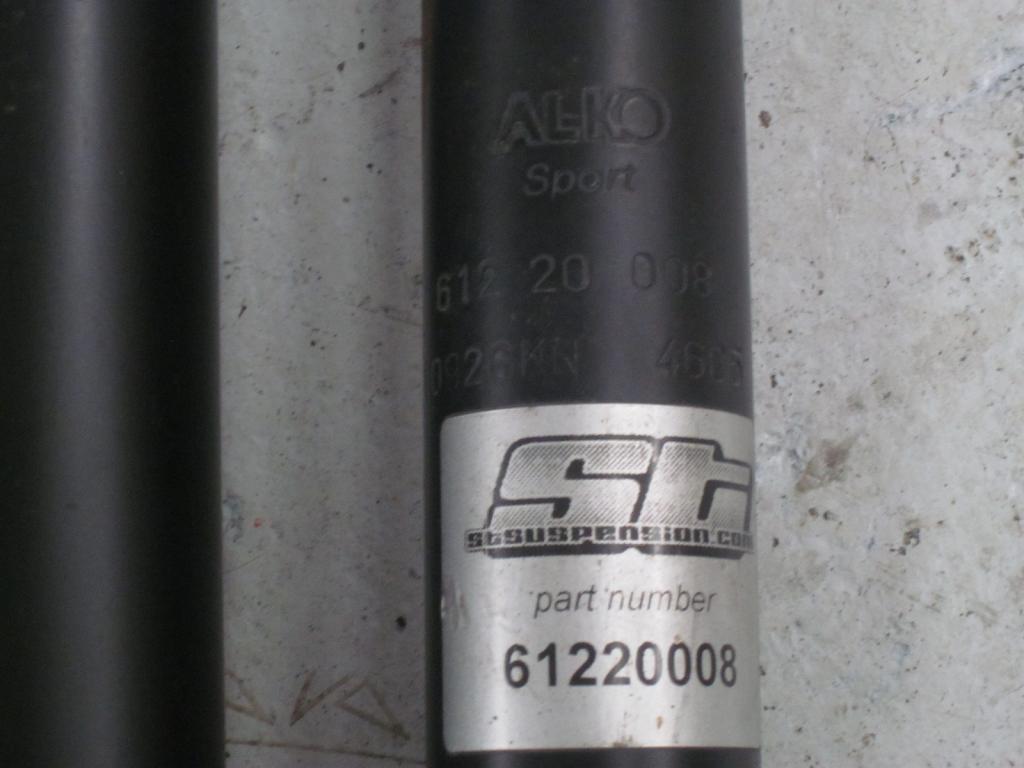 AL-KO
Sport
612 20 008
st
stsuspension.com
part number
61220008